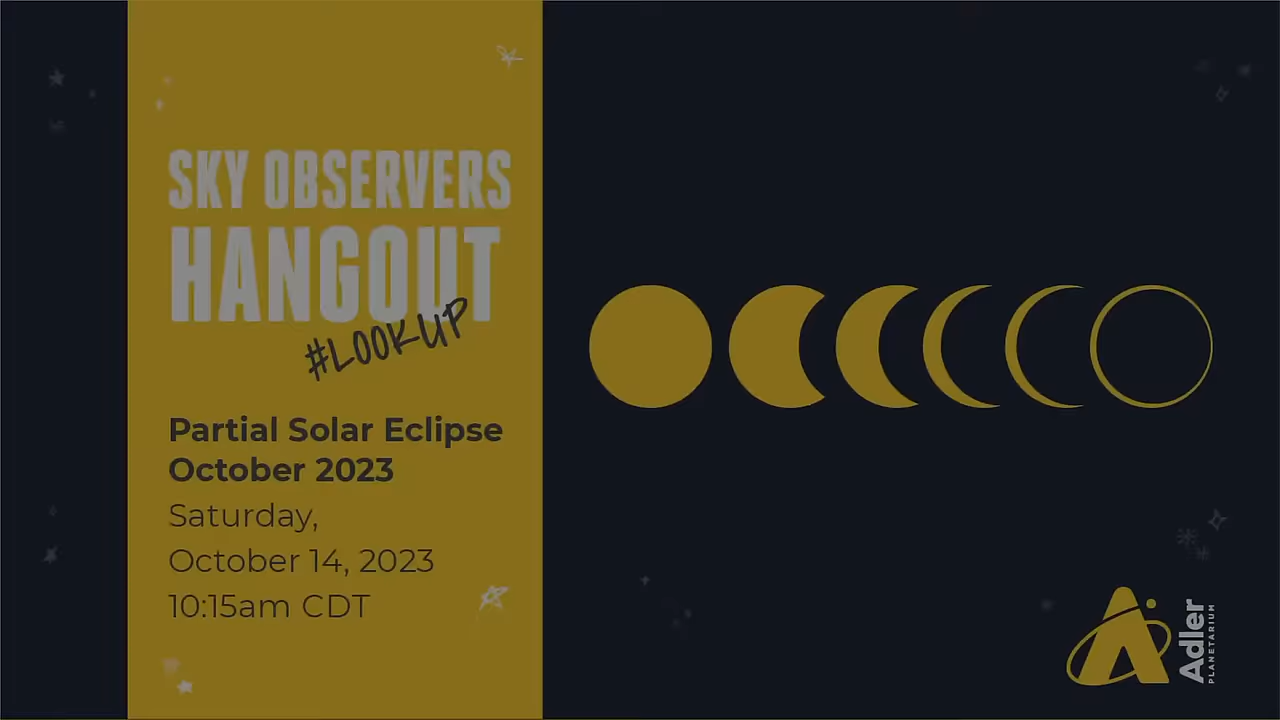 SKY OBSERVERS
HANGOUT
#LOOKUP
Partial Solar Eclipse
October 2023
Saturday,
October 14, 2023
10:15am CDT
Adler
PLANETARIUM